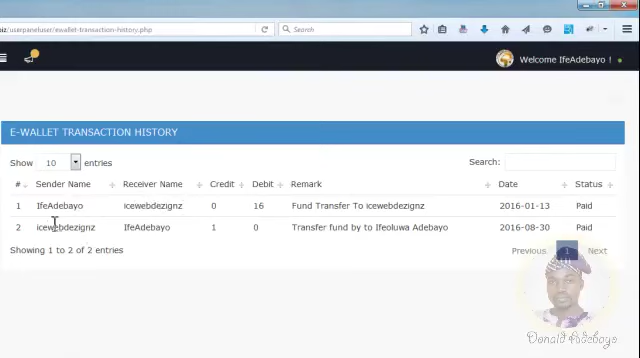 biz/userpaneluser/ewallet-transaction-history.php
Search
Welcome IfeAdebayo !
E-WALLET TRANSACTION HISTORY
Show 10 entries Search:
# Sender Name Receiver Name Credit Debit Remark Date Status
1 IfeAdebayo icewebdezignz 0 16 Fund Transfer To icewebdezignz 2016-01-13 Paid
2 icewebdezignz IfeAdebayo 1 0 Transfer fund by to Ifeoluwa Adebayo 2016-08-30 Paid
Showing 1 to 2 of 2 entries Previous 1 Next
Donald Adebayo